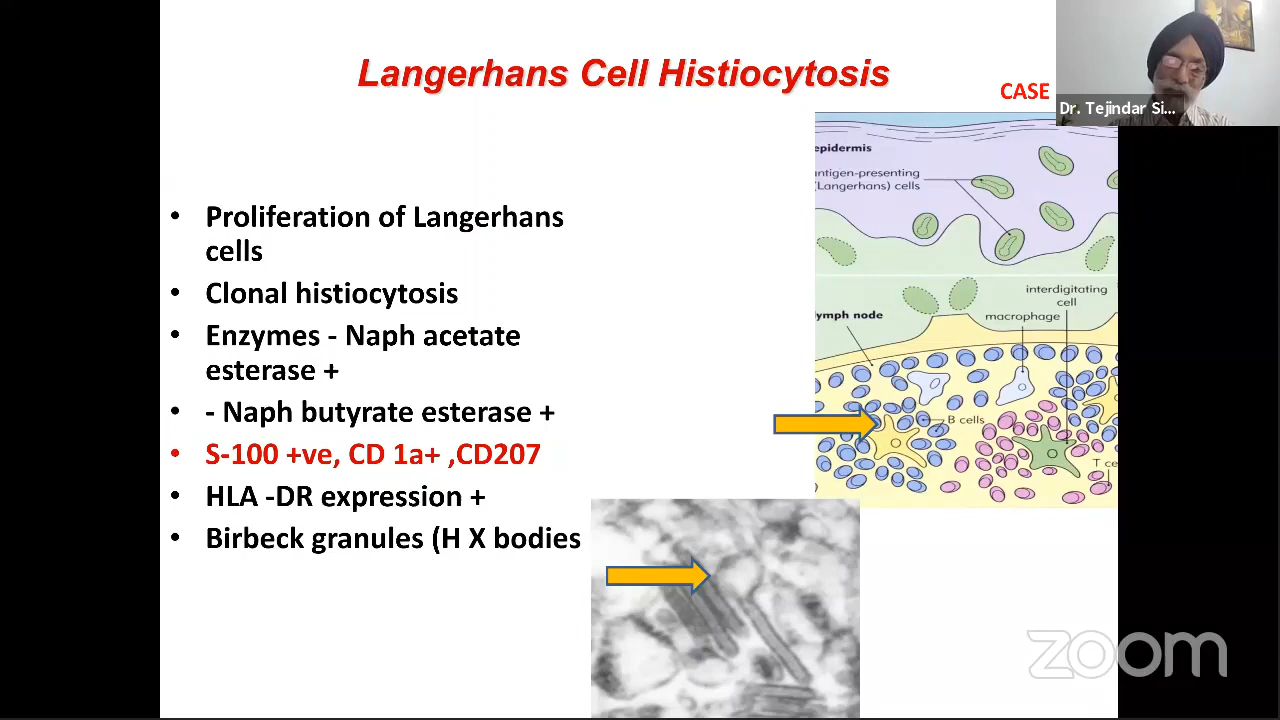 Langerhans Cell Histiocytosis
CASE
Dr. Tejindar Si...
• Proliferation of Langerhans
cells
• Clonal histiocytosis
• Enzymes - Naph acetate
esterase +
• - Naph butyrate esterase +
• S-100 +ve, CD 1a+ ,CD207
• HLA -DR expression +
• Birbeck granules (H X bodies
epidermis
antigen-presenting
(Langerhans) cells
interdigitating
cell
macrophage
lymph node
B cells
T ce
zoom